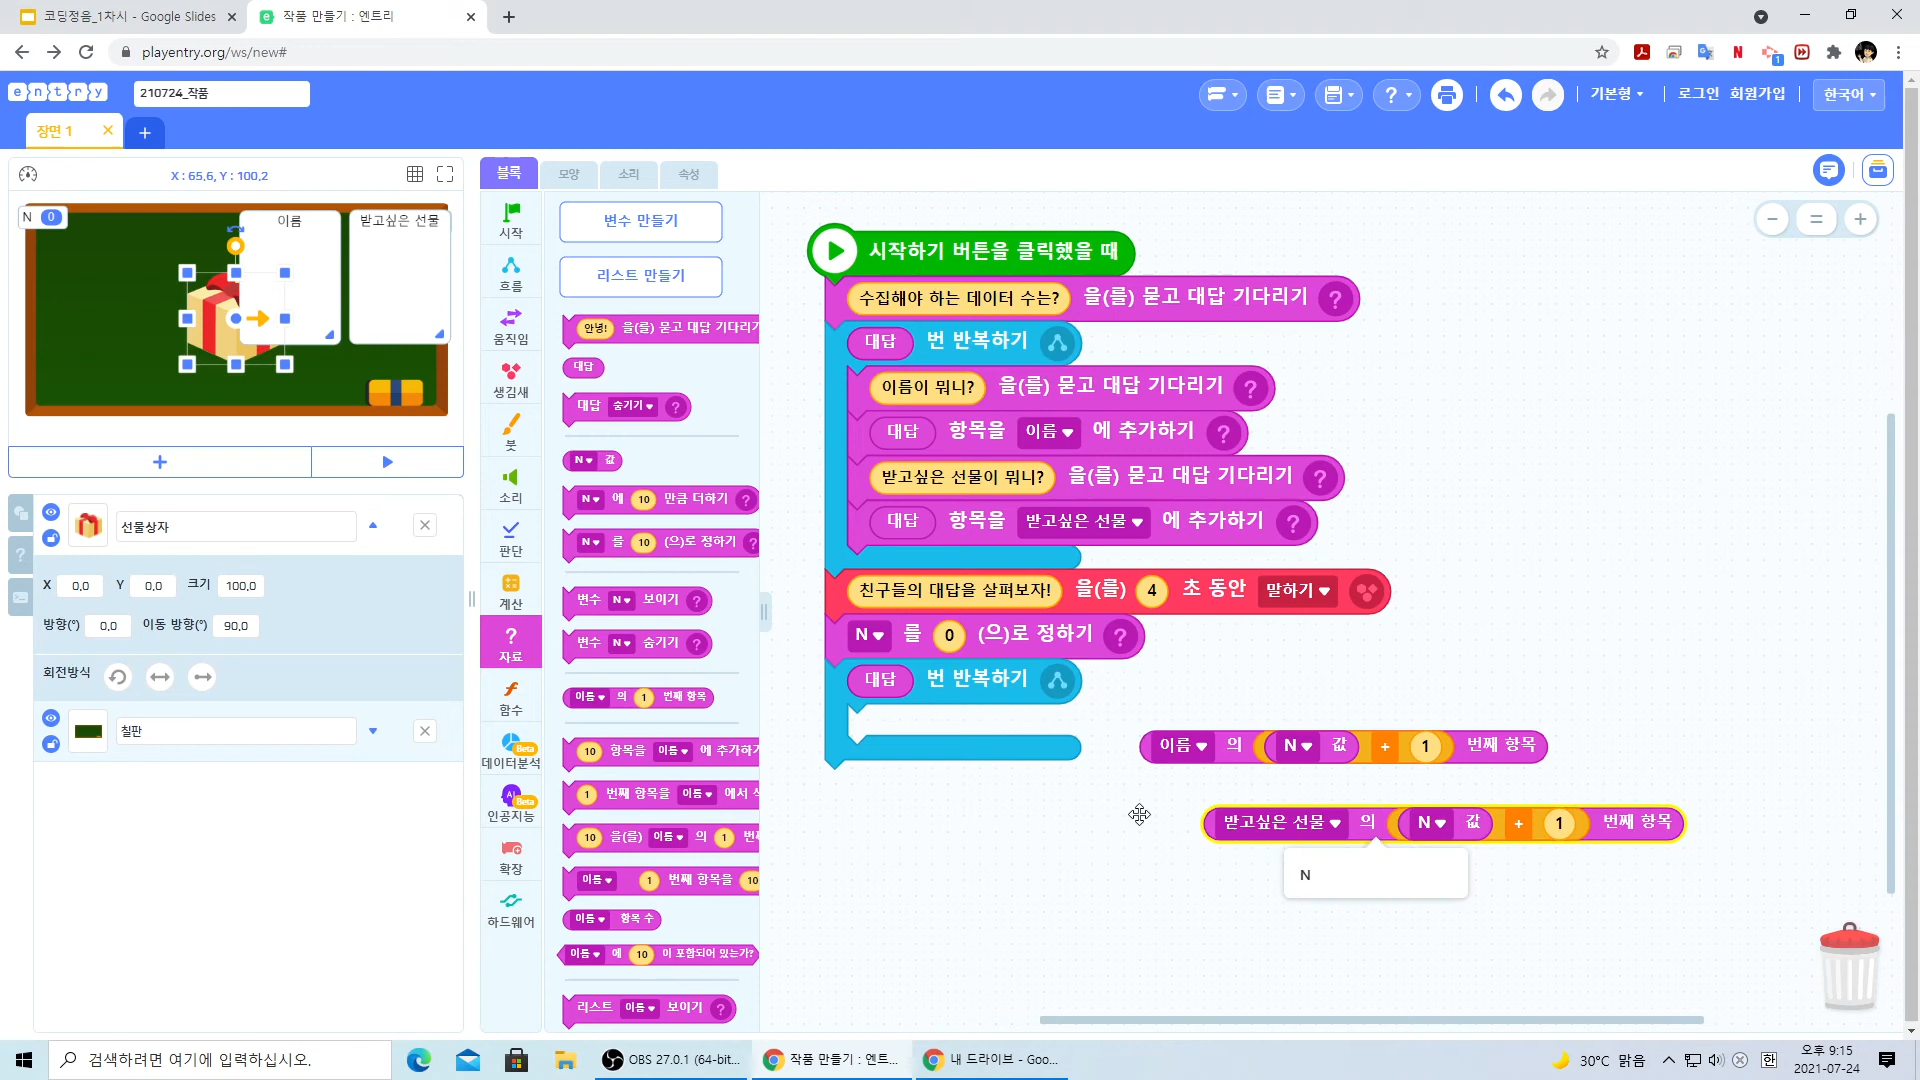 코딩정음_1차시 - Google Slides
작품 만들기 : 엔트리
playentry.org/ws/new#
1
entry
210724_작품
?
기본형
로그인
회원가입
한국어
장면 1
X : 65.6, Y : 100.2
블록
모양
소리
속성
N 0
이름
받고싶은 선물
선물상자
X 0.0 Y 0.0 크기 100.0
방향(°) 0.0 이동 방향(°) 90.0
회전방식
칠판
시작
흐름
움직임
생김새
붓
소리
판단
계산
자료
함수
Beta
데이터분석
AI Beta
인공지능
확장
하드웨어
변수 만들기
리스트 만들기
안녕! 을(를) 묻고 대답 기다리기
대답
대답 숨기기 ?
N 값
N 에 10 만큼 더하기 ?
N 를 10 (으)로 정하기 ?
변수 N 보이기 ?
변수 N 숨기기 ?
이름 의 1 번째 항목
10 항목을 이름 에 추가하기
1 번째 항목을 이름 에서
10 을(를) 이름 의 1
이름 1 번째 항목을 10
이름 항목 수
이름 에 10 이 포함되어 있는가?
리스트 이름 보이기 ?
시작하기 버튼을 클릭했을 때
수집해야 하는 데이터 수는? 을(를) 묻고 대답 기다리기 ?
대답 번 반복하기
이름이 뭐니? 을(를) 묻고 대답 기다리기 ?
대답 항목을 이름 에 추가하기 ?
받고싶은 선물이 뭐니? 을(를) 묻고 대답 기다리기 ?
대답 항목을 받고싶은 선물 에 추가하기 ?
친구들의 대답을 살펴보자! 을(를) 4 초 동안 말하기
N 를 0 (으)로 정하기 ?
대답 번 반복하기
이름 의 N 값 + 1 번째 항목
받고싶은 선물 의 N 값 + 1 번째 항목
N
검색하려면 여기에 입력하십시오.
OBS 27.0.1 (64-bit...
작품 만들기 : 엔트...
내 드라이브 - Goo...
30°C 맑음
한
오후 9:15
2021-07-24